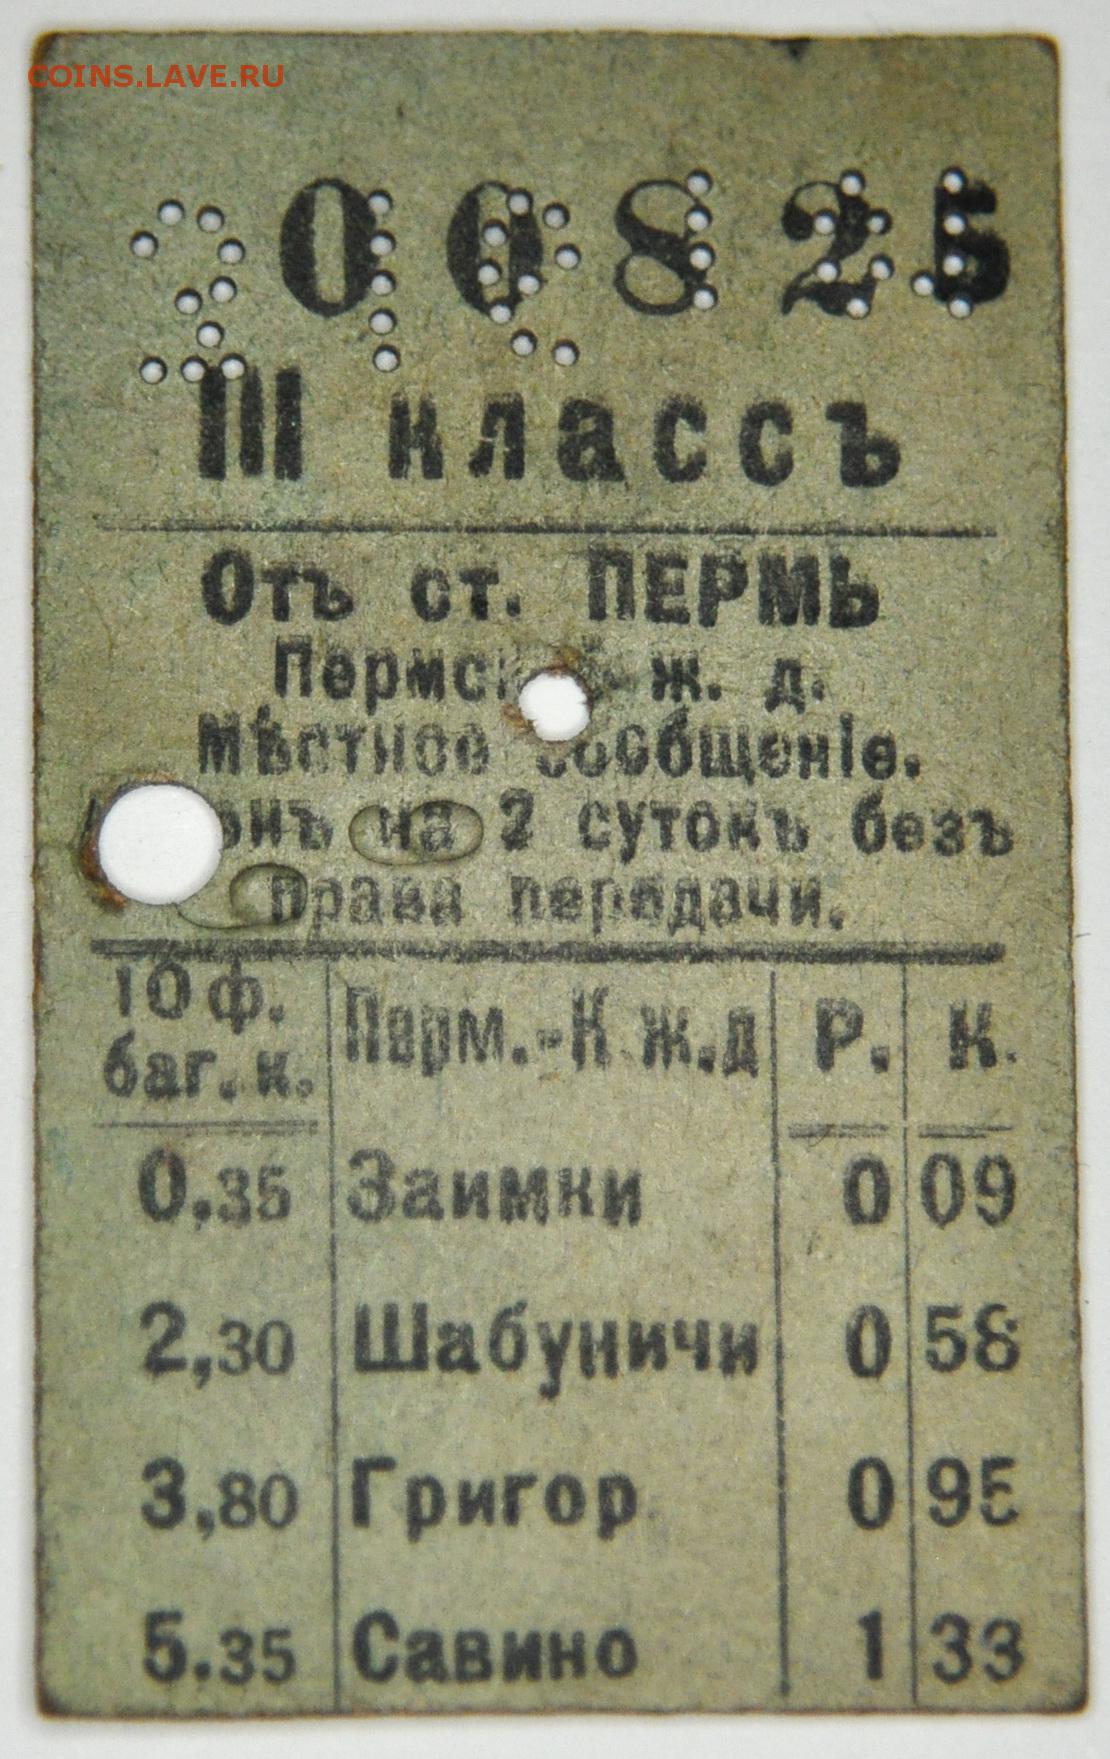 COINS.LAVE.RU
00825
III классъ
Отъ ст. ПЕРМЬ
ж. д.
Мѣстное сообщенІе.
на 2 сутокъ безъ
права передачи.
10 ф. баг. к. Перм.-К ж.д Р. К.
0,35 Заимки 0 09
2,30 Шабуничи 0 58
3,80 Григор 0 95
5.35 Савино 1 33